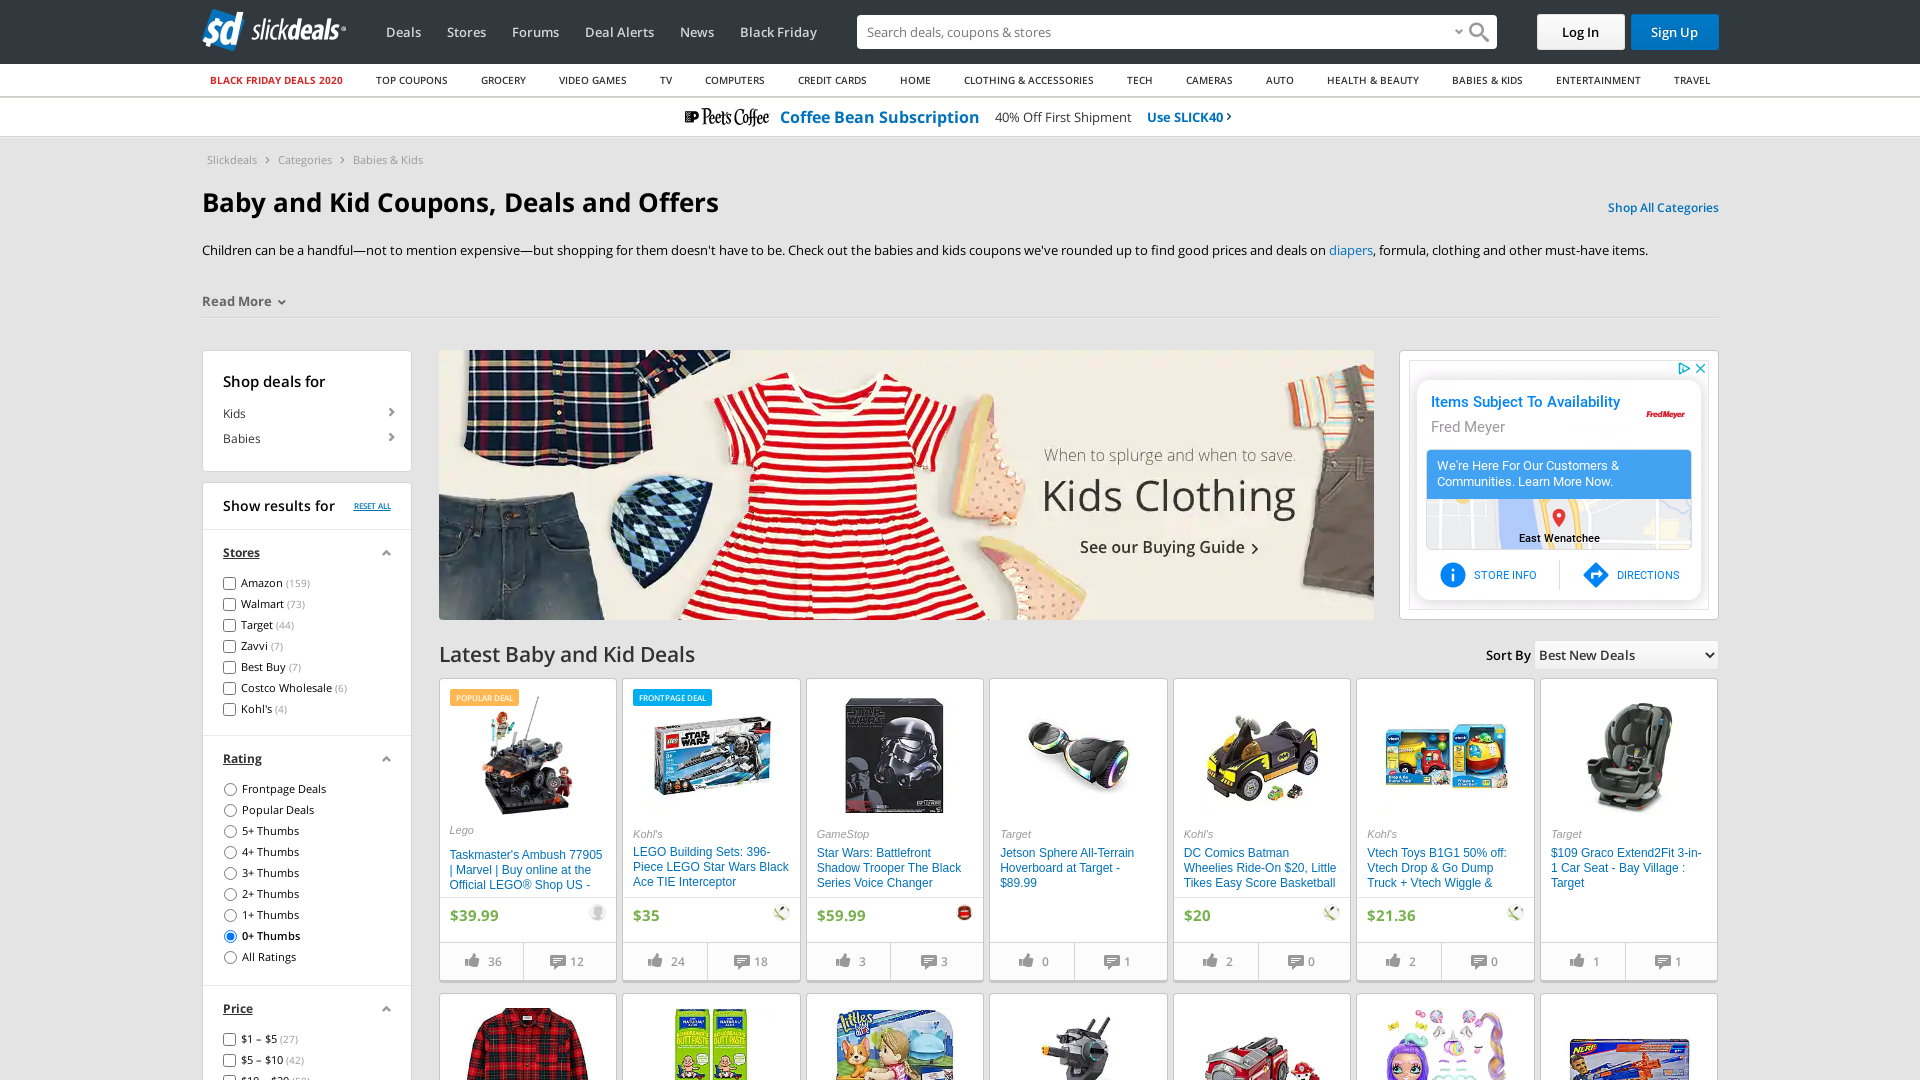 slickdeals
Deals
Stores
Forums
Deal Alerts
News
Black Friday
Search deals, coupons & stores
Log In
Sign Up
BLACK FRIDAY DEALS 2020
TOP COUPONS
GROCERY
VIDEO GAMES
TV
COMPUTERS
CREDIT CARDS
HOME
CLOTHING & ACCESSORIES
TECH
CAMERAS
AUTO
HEALTH & BEAUTY
BABIES & KIDS
ENTERTAINMENT
TRAVEL
Peet's Coffee Coffee Bean Subscription 40% Off First Shipment Use SLICK40
Slickdeals
Categories
Babies & Kids
Baby and Kid Coupons, Deals and Offers
Shop All Categories
Children can be a handful—not to mention expensive—but shopping for them doesn't have to be. Check out the babies and kids coupons we've rounded up to find good prices and deals on diapers, formula, clothing and other must-have items.
Read More
Shop deals for
Kids
Babies
Show results for
RESET ALL
Stores
Amazon (159)
Walmart (73)
Target (44)
Zavvi (7)
Best Buy (7)
Costco Wholesale (6)
Kohl's (4)
Rating
Frontpage Deals
Popular Deals
5+ Thumbs
4+ Thumbs
3+ Thumbs
2+ Thumbs
1+ Thumbs
0+ Thumbs
All Ratings
Price
$1 – $5 (27)
$5 – $10 (42)
When to splurge and when to save.
Kids Clothing
See our Buying Guide
Items Subject To Availability
Fred Meyer
FredMeyer
We're Here For Our Customers &
Communities. Learn More Now.
East Wenatchee
STORE INFO
DIRECTIONS
Latest Baby and Kid Deals
Sort By
Best New Deals
POPULAR DEAL
Lego
Taskmaster's Ambush 77905
| Marvel | Buy online at the
Official LEGO® Shop US -
$39.99
36
12
FRONTPAGE DEAL
STAR WARS
Kohl's
LEGO Building Sets: 396-
Piece LEGO Star Wars Black
Ace TIE Interceptor
$35
24
18
STAR WARS
GameStop
Star Wars: Battlefront
Shadow Trooper The Black
Series Voice Changer
$59.99
3
3
Target
Jetson Sphere All-Terrain
Hoverboard at Target -
$89.99
0
1
Kohl's
DC Comics Batman
Wheelies Ride-On $20, Little
Tikes Easy Score Basketball
$20
2
0
Kohl's
Vtech Toys B1G1 50% off:
Vtech Drop & Go Dump
Truck + Vtech Wiggle &
$21.36
2
0
Target
$109 Graco Extend2Fit 3-in-
1 Car Seat - Bay Village :
Target
1
1
BUTT PASTE
Littles
NERF